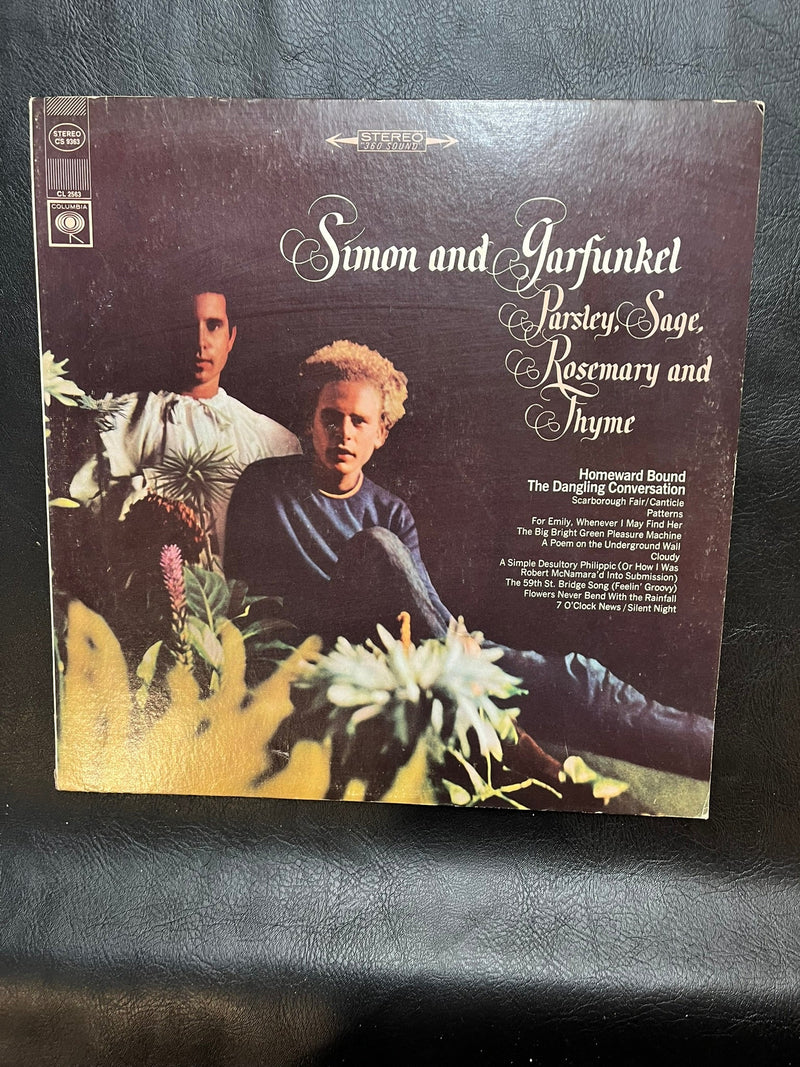 STEREO
CS 9363
CL 2563
COLUMBIA
STEREO
"360 SOUND"
Simon and Garfunkel
Parsley, Sage,
Rosemary and
Thyme
Homeward Bound
The Dangling Conversation
Scarborough Fair/Canticle
Patterns
For Emily, Whenever I May Find Her
The Big Bright Green Pleasure Machine
A Poem on the Underground Wall
Cloudy
A Simple Desultory Philippic (Or How I Was
Robert McNamara'd Into Submission)
The 59th St. Bridge Song (Feelin' Groovy)
Flowers Never Bend With the Rainfall
7 O'Clock News/Silent Night